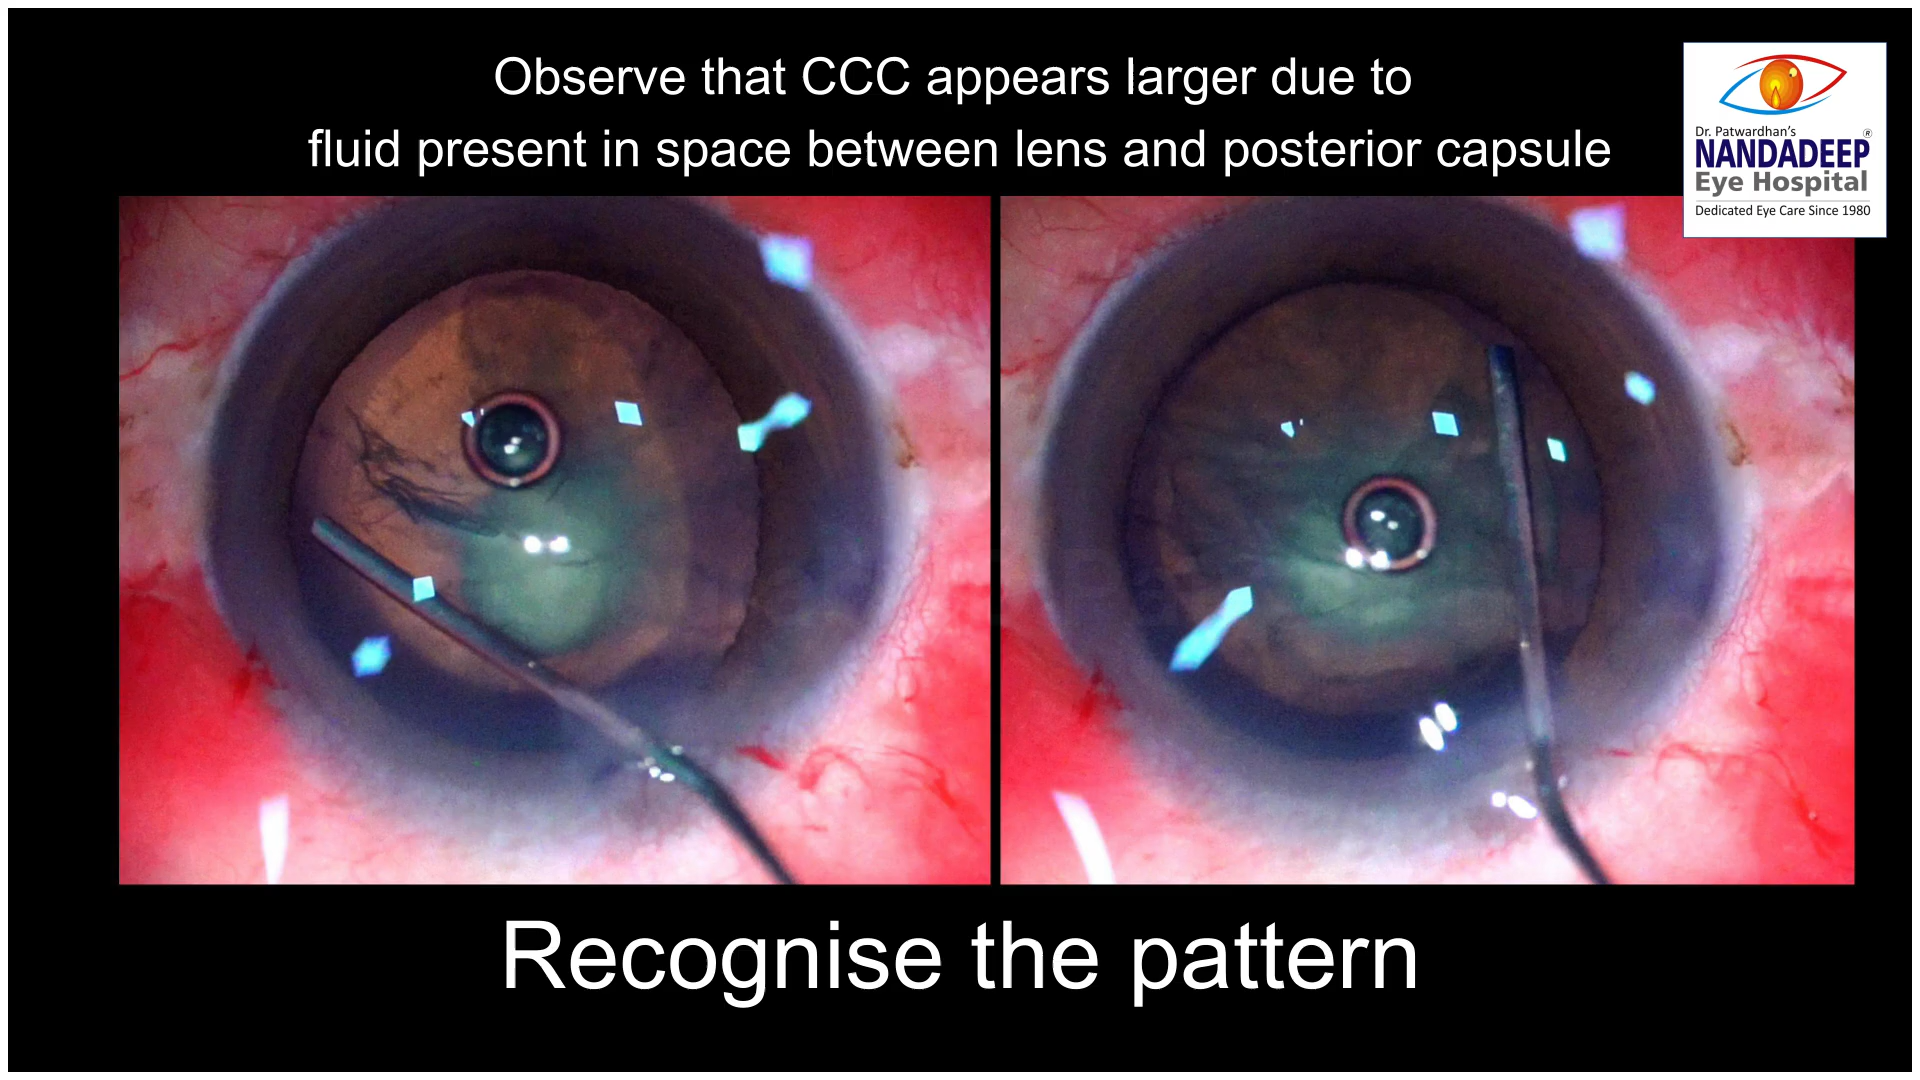 Observe that CCC appears larger due to
fluid present in space between lens and posterior capsule
Dr. Patwardhan's
NANDADEEP®
Eye Hospital
Dedicated Eye Care Since 1980
Recognise the pattern